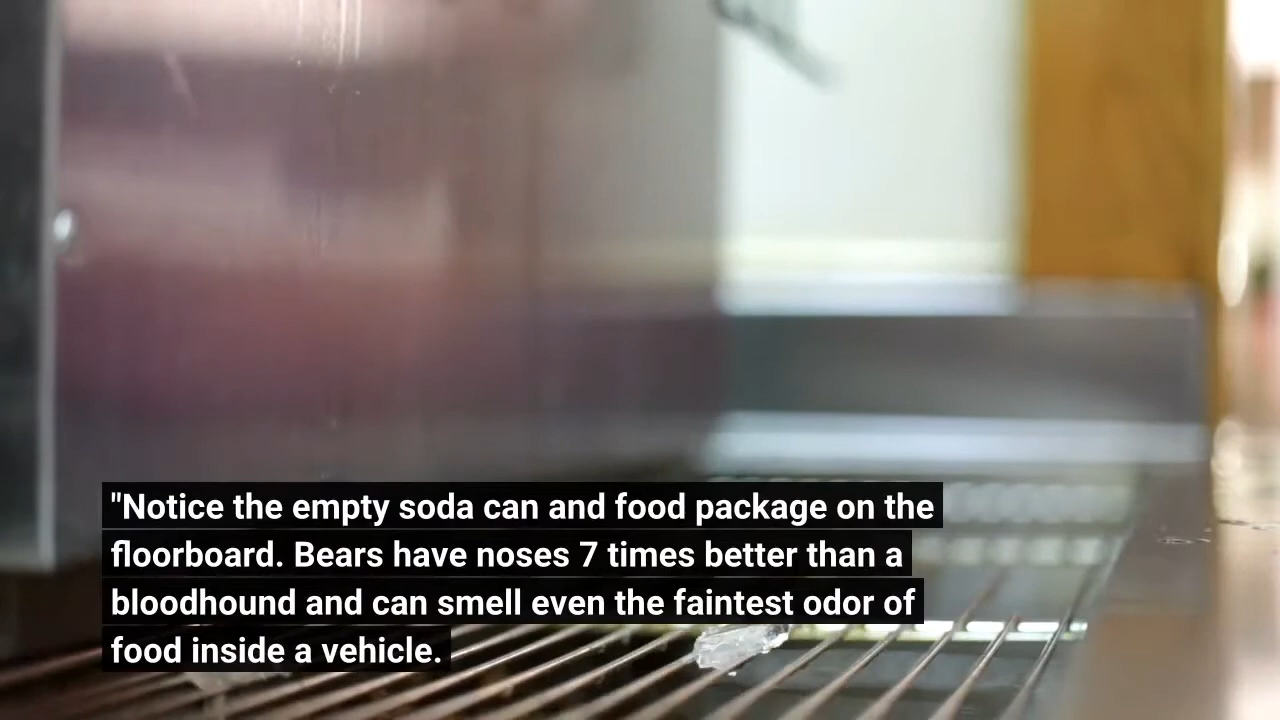 "Notice the empty soda can and food package on the
floorboard. Bears have noses 7 times better than a
bloodhound and can smell even the faintest odor of
food inside a vehicle.